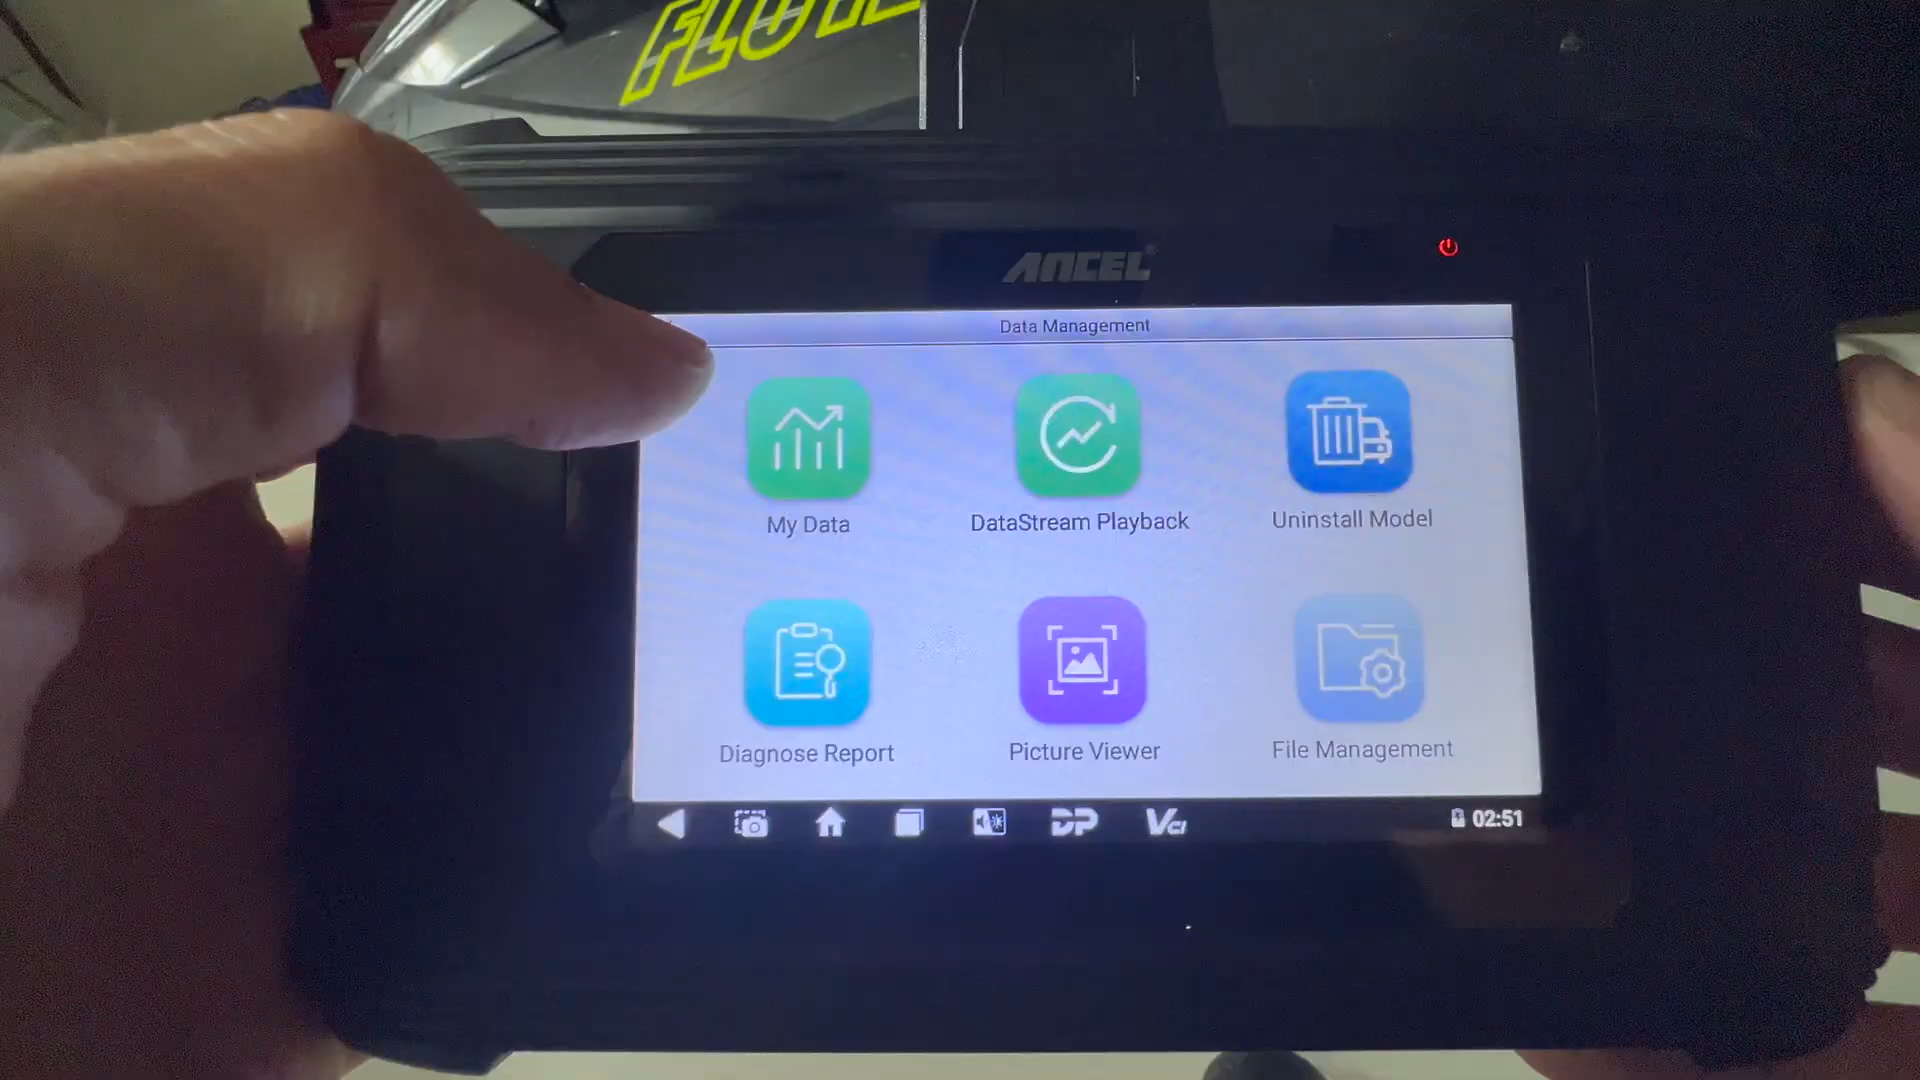 ANCEL
Data Management
My Data
DataStream Playback
Uninstall Model
Diagnose Report
Picture Viewer
File Management
DP
VCI
02:51